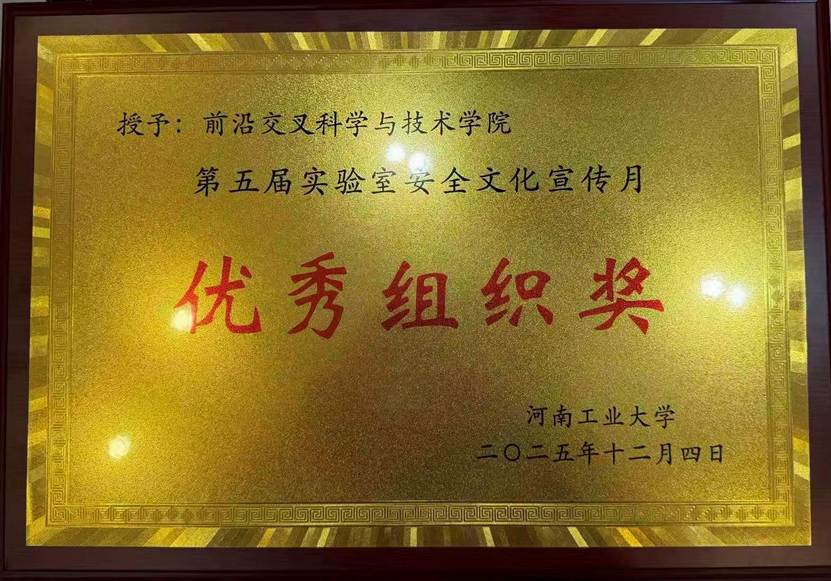 授予：前沿交叉科学与技术学院
第五届实验室安全文化宣传月
优秀组织奖
河南工业大学
二〇二五年十二月四日